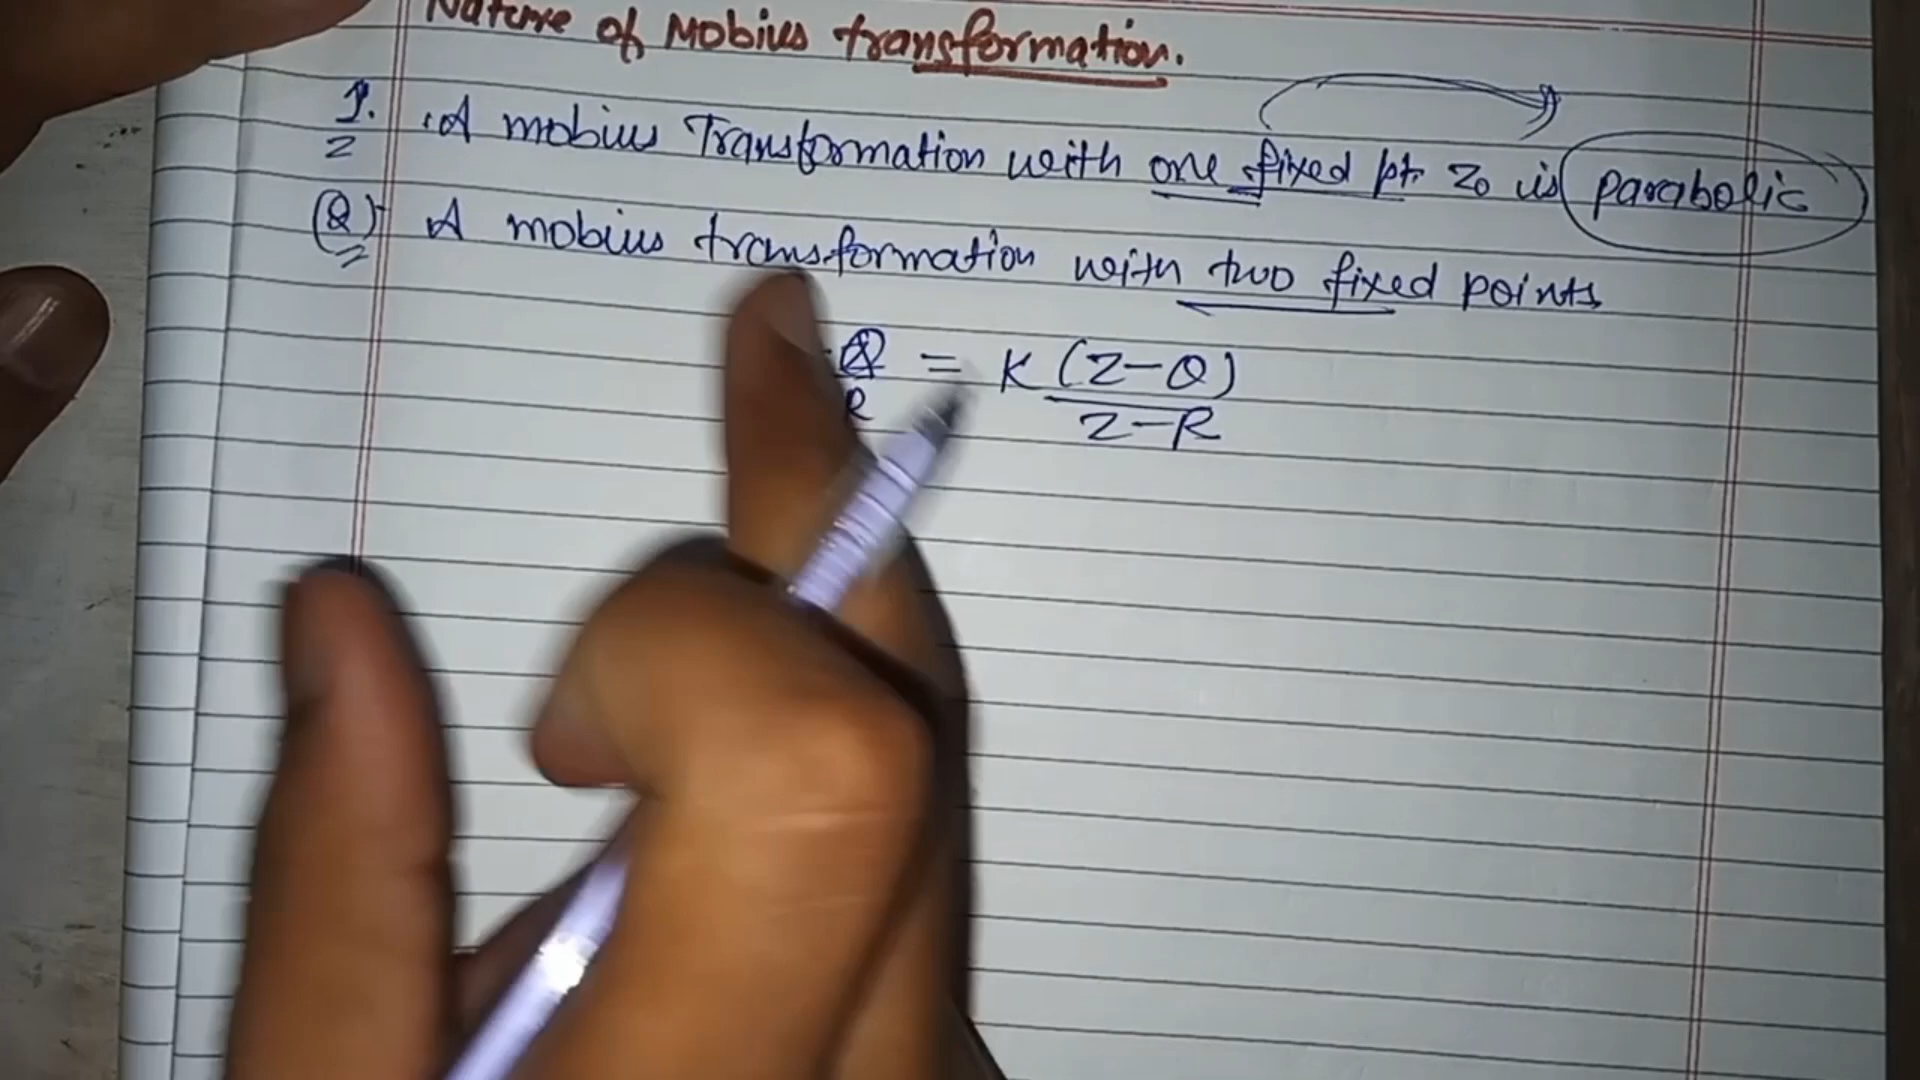 Nature of Mobius transformation.
1. A mobius Transformation with one fixed pt. z0 is parabolic
(2) A mobius transformation with two fixed points
Q = K (z-Q)
R z-R